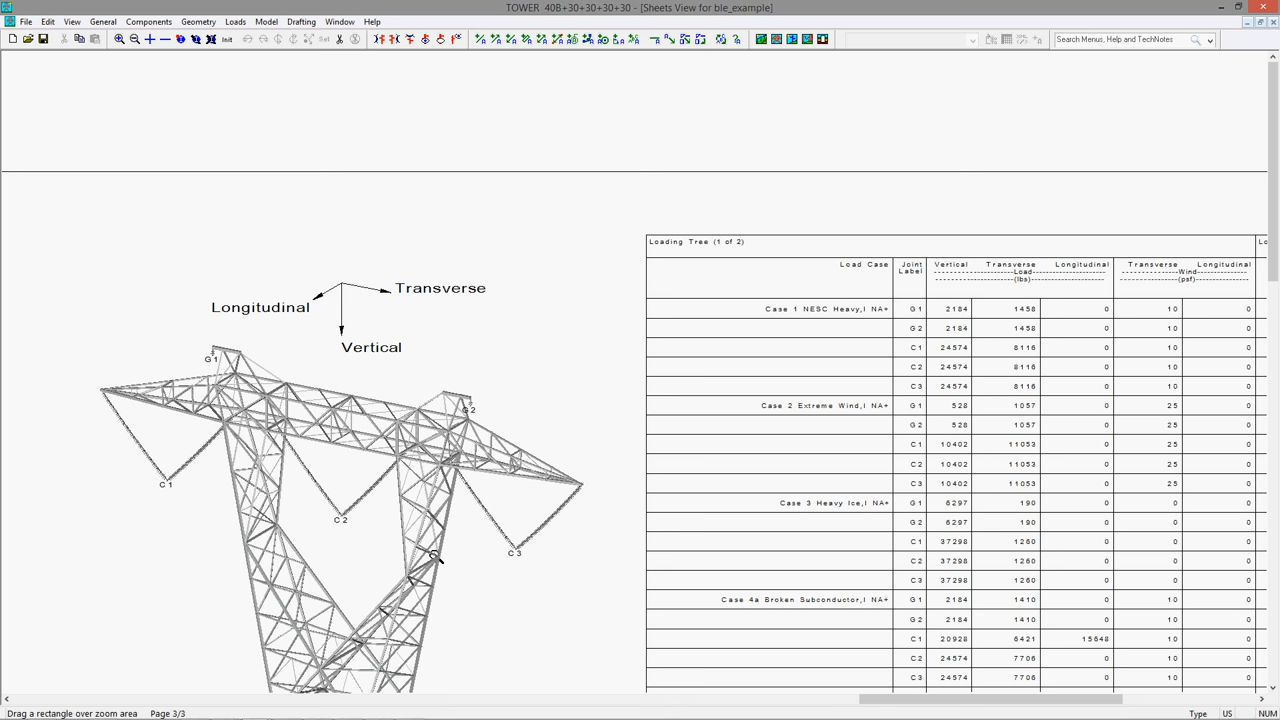 TOWER 40B+30+30+30+30 - [Sheets View for ble_example]
File Edit View General Components Geometry Loads Model Drafting Window Help
Init Set Search Menus, Help and TechNotes
Longitudinal Transverse
Vertical
G1
G2
C1
C2
C3
Loading Tree (1 of 2)
Load Case Joint Label Vertical Transverse Longitudinal Transverse Longitudinal
Load Wind
(lbs) (psf)
Case 1 NESC Heavy,I NA+ G1 2184 1458 0 10 0
G2 2184 1458 0 10 0
C1 24574 8116 0 10 0
C2 24574 8116 0 10 0
C3 24574 8116 0 10 0
Case 2 Extreme Wind,I NA+ G1 528 1057 0 25 0
G2 528 1057 0 25 0
C1 10402 11053 0 25 0
C2 10402 11053 0 25 0
C3 10402 11053 0 25 0
Case 3 Heavy Ice,I NA+ G1 6297 190 0 0 0
G2 6297 190 0 0 0
C1 37298 1260 0 0 0
C2 37298 1260 0 0 0
C3 37298 1260 0 0 0
Case 4a Broken Subconductor,I NA+ G1 2184 1410 0 10 0
G2 2184 1410 0 10 0
C1 20928 6421 15648 10 0
C2 24574 7706 0 10 0
C3 24574 7706 0 10 0
Drag a rectangle over zoom area Page 3/3 Type US NUM